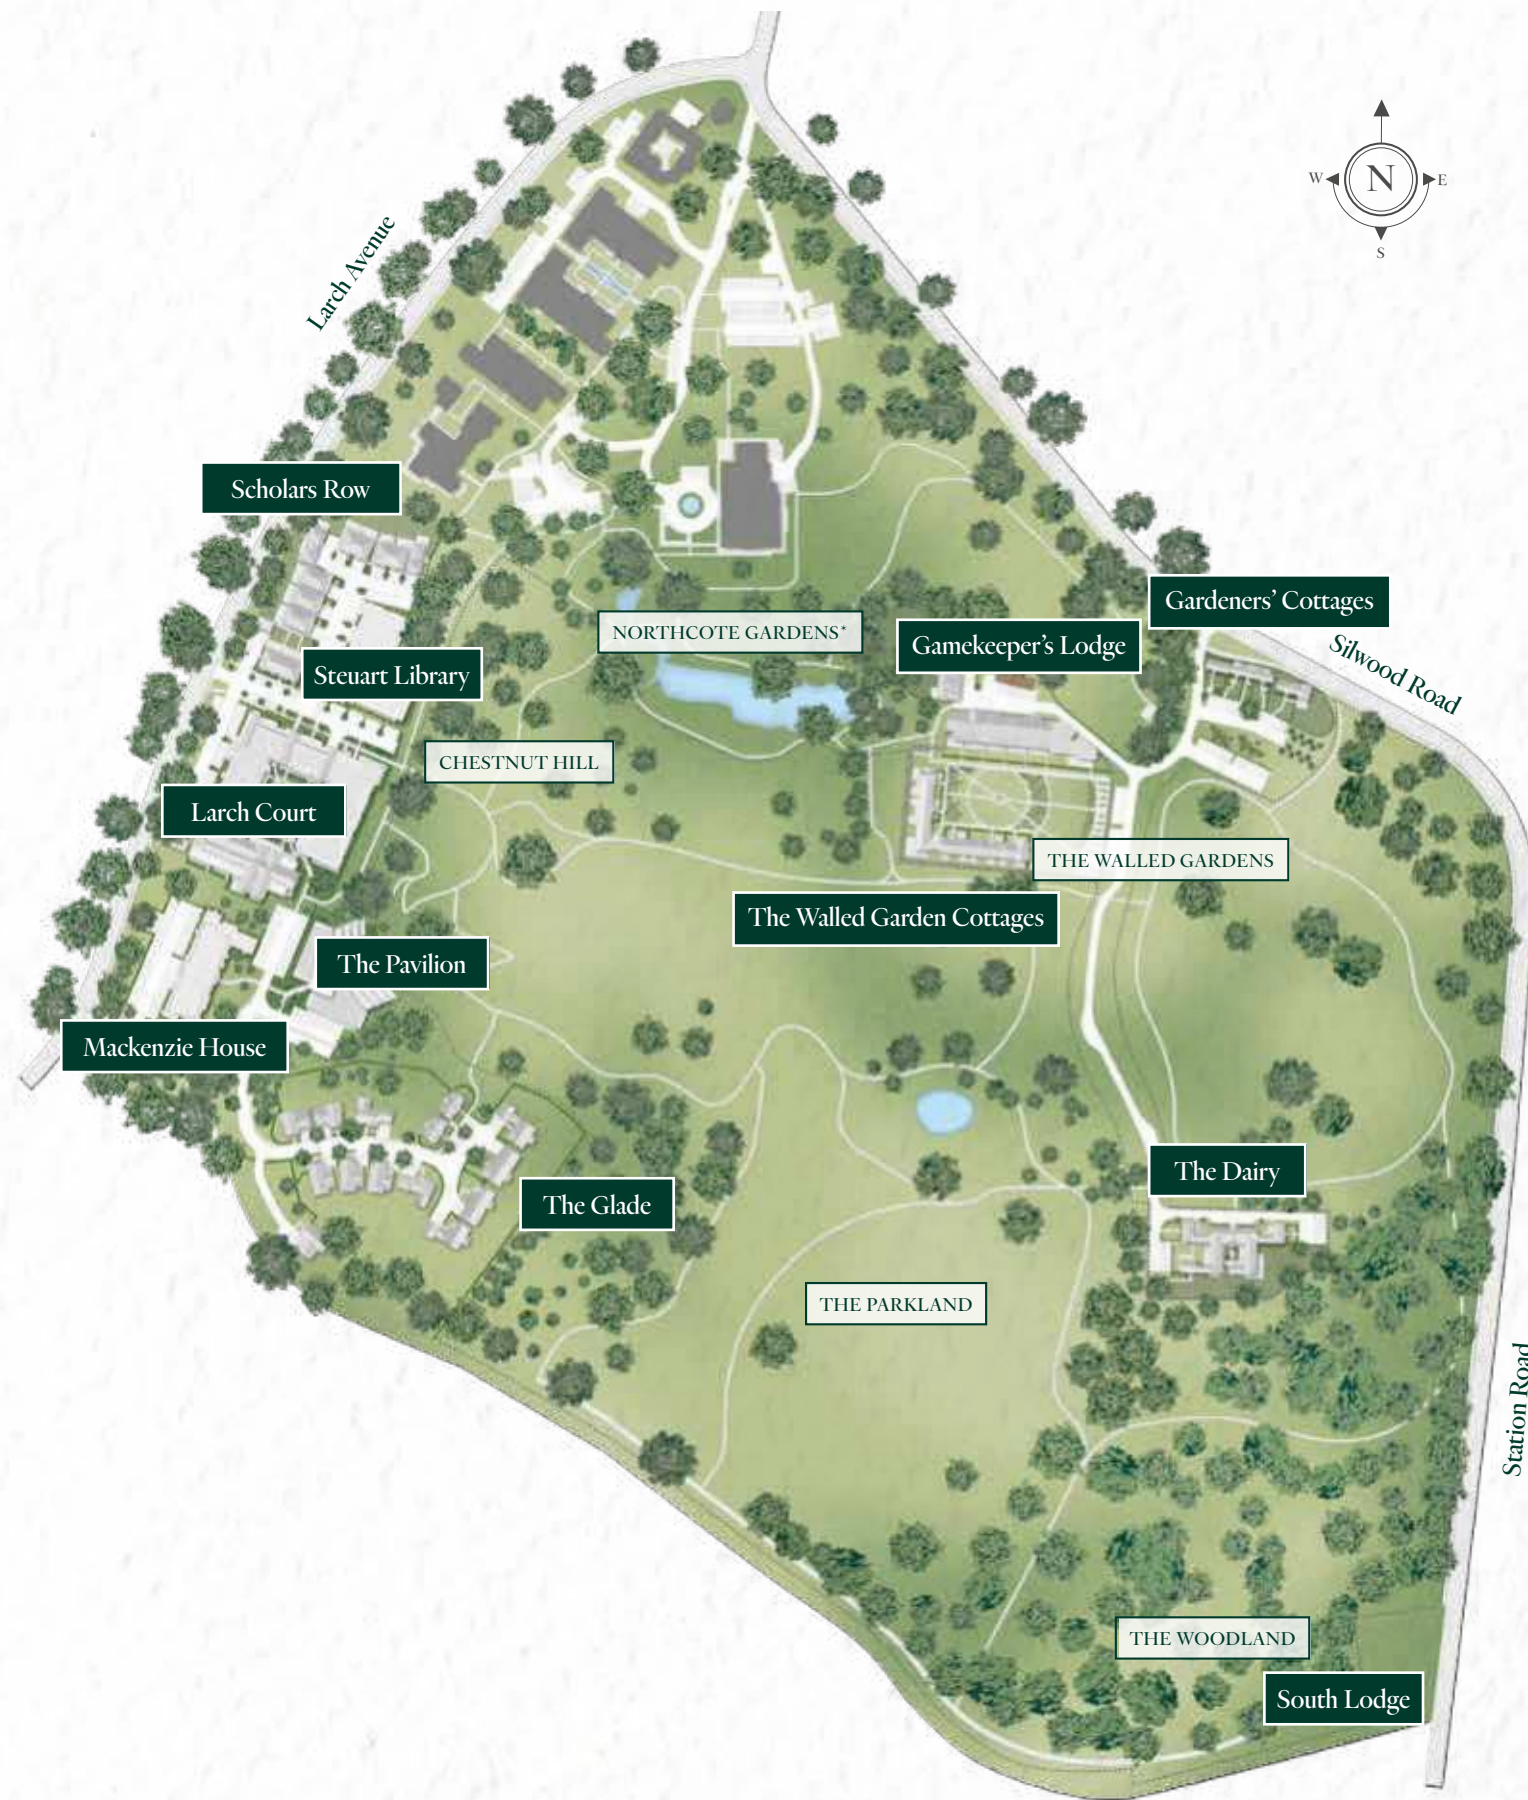 N
W
E
S
Larch Avenue
Scholars Row
Gardeners’ Cottages
NORTHCOTE GARDENS*
Gamekeeper’s Lodge
Silwood Road
Steuart Library
CHESTNUT HILL
Larch Court
THE WALLED GARDENS
The Walled Garden Cottages
The Pavilion
Mackenzie House
The Dairy
The Glade
THE PARKLAND
Station Road
THE WOODLAND
South Lodge